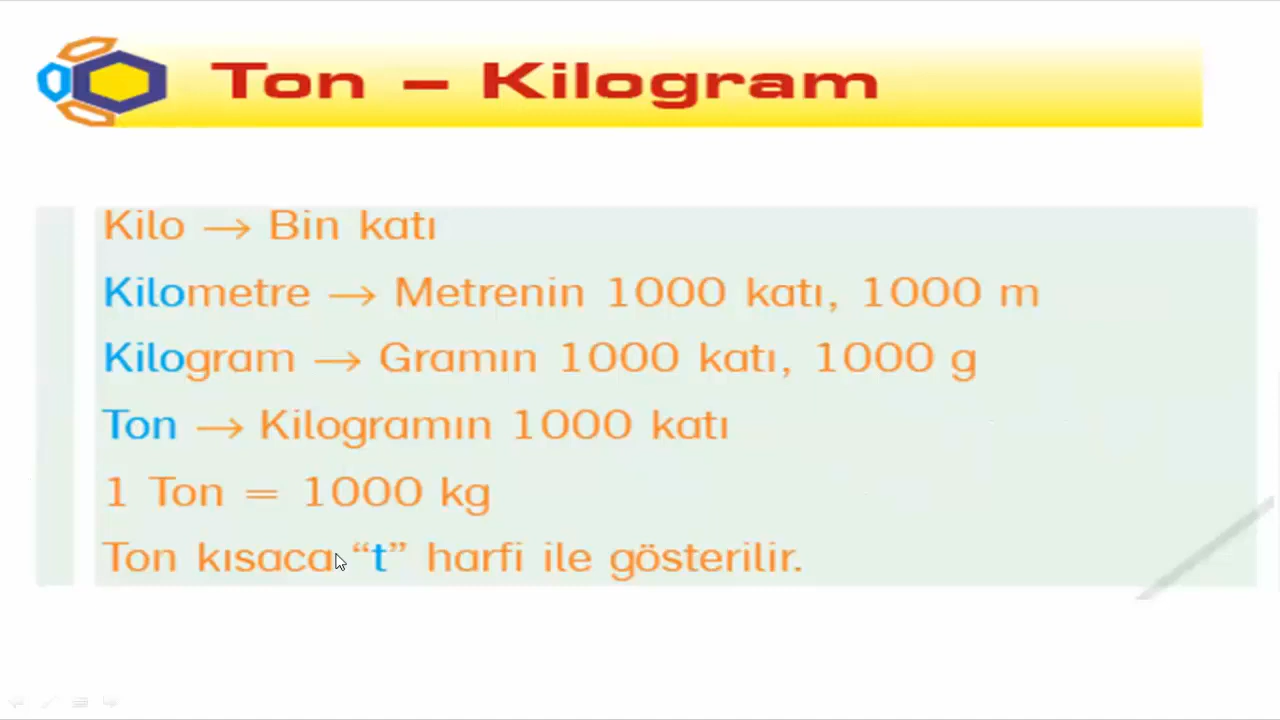 Ton – Kilogram
Kilo → Bin katı
Kilometre → Metrenin 1000 katı, 1000 m
Kilogram → Gramın 1000 katı, 1000 g
Ton → Kilogramın 1000 katı
1 Ton = 1000 kg
Ton kısaca “t” harfi ile gösterilir.